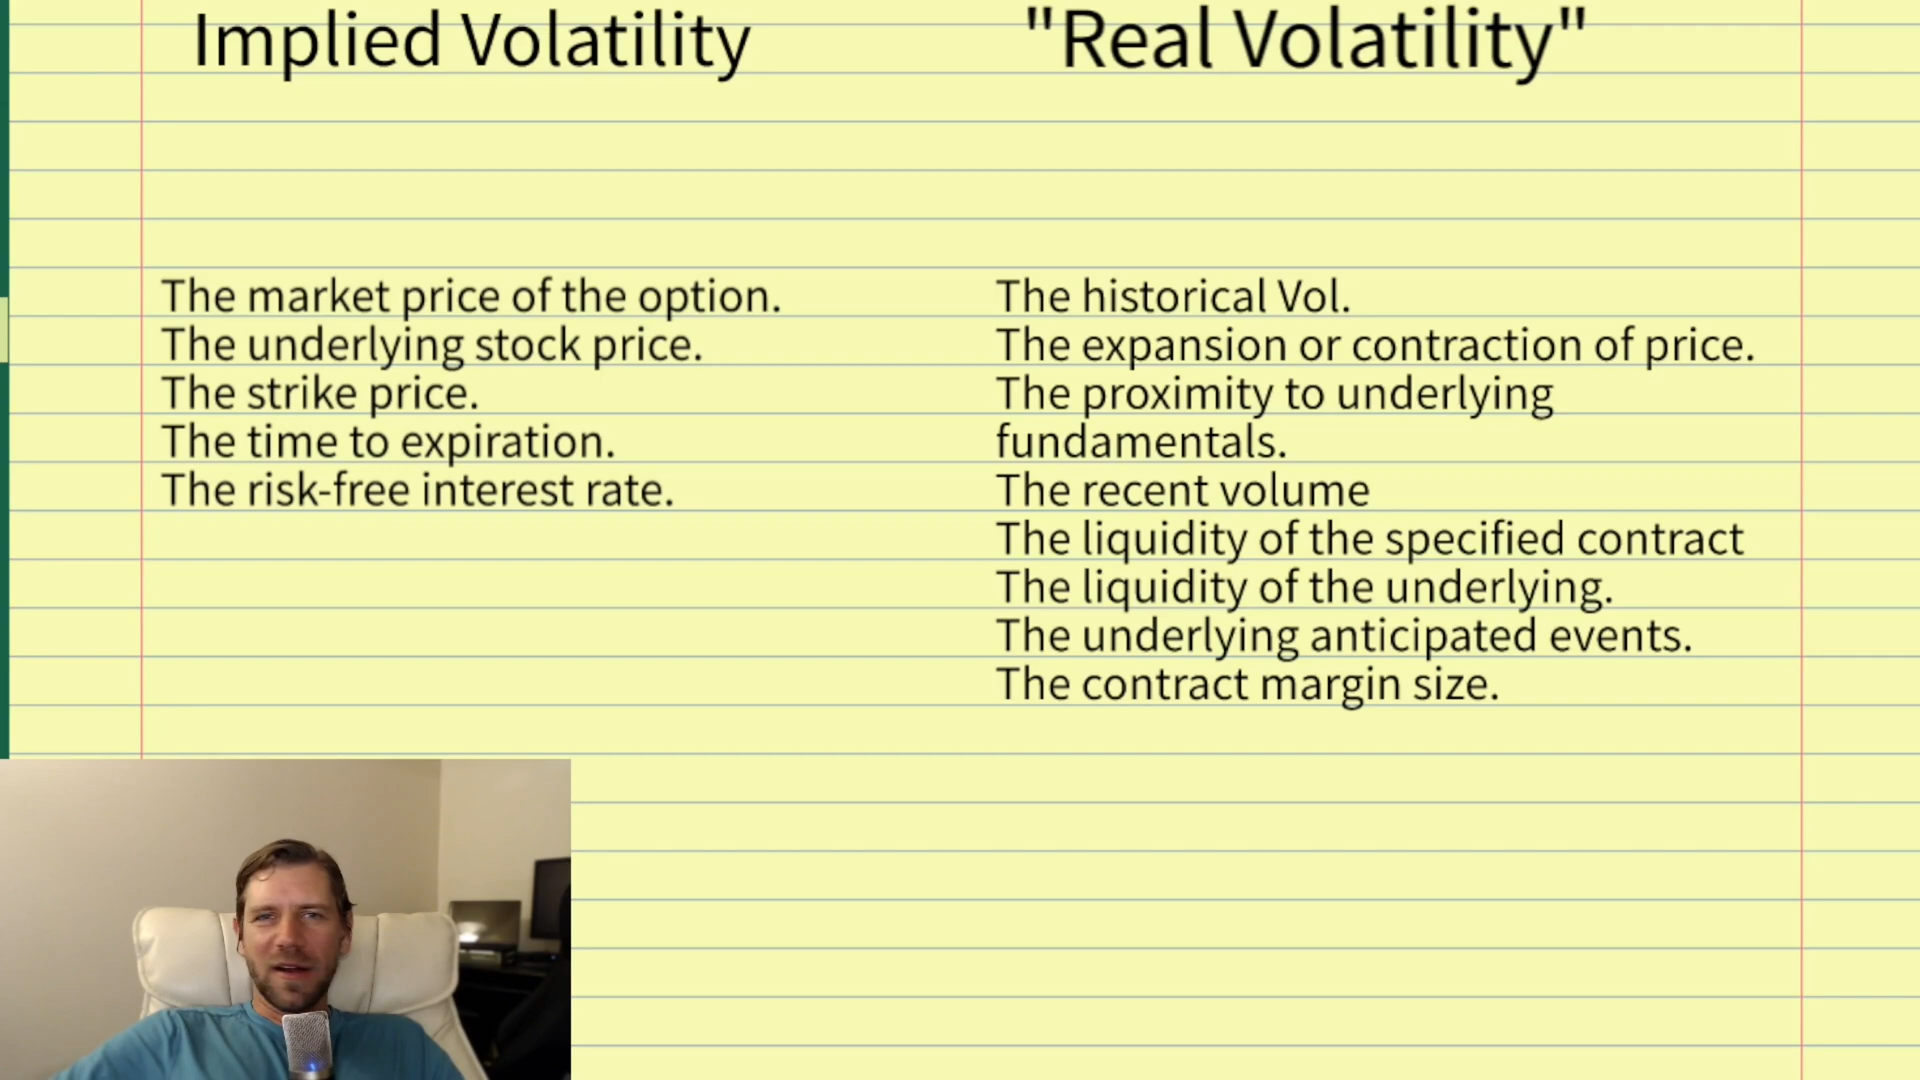 Implied Volatility
"Real Volatility"
The market price of the option.
The underlying stock price.
The strike price.
The time to expiration.
The risk-free interest rate.
The historical Vol.
The expansion or contraction of price.
The proximity to underlying
fundamentals.
The recent volume
The liquidity of the specified contract
The liquidity of the underlying.
The underlying anticipated events.
The contract margin size.